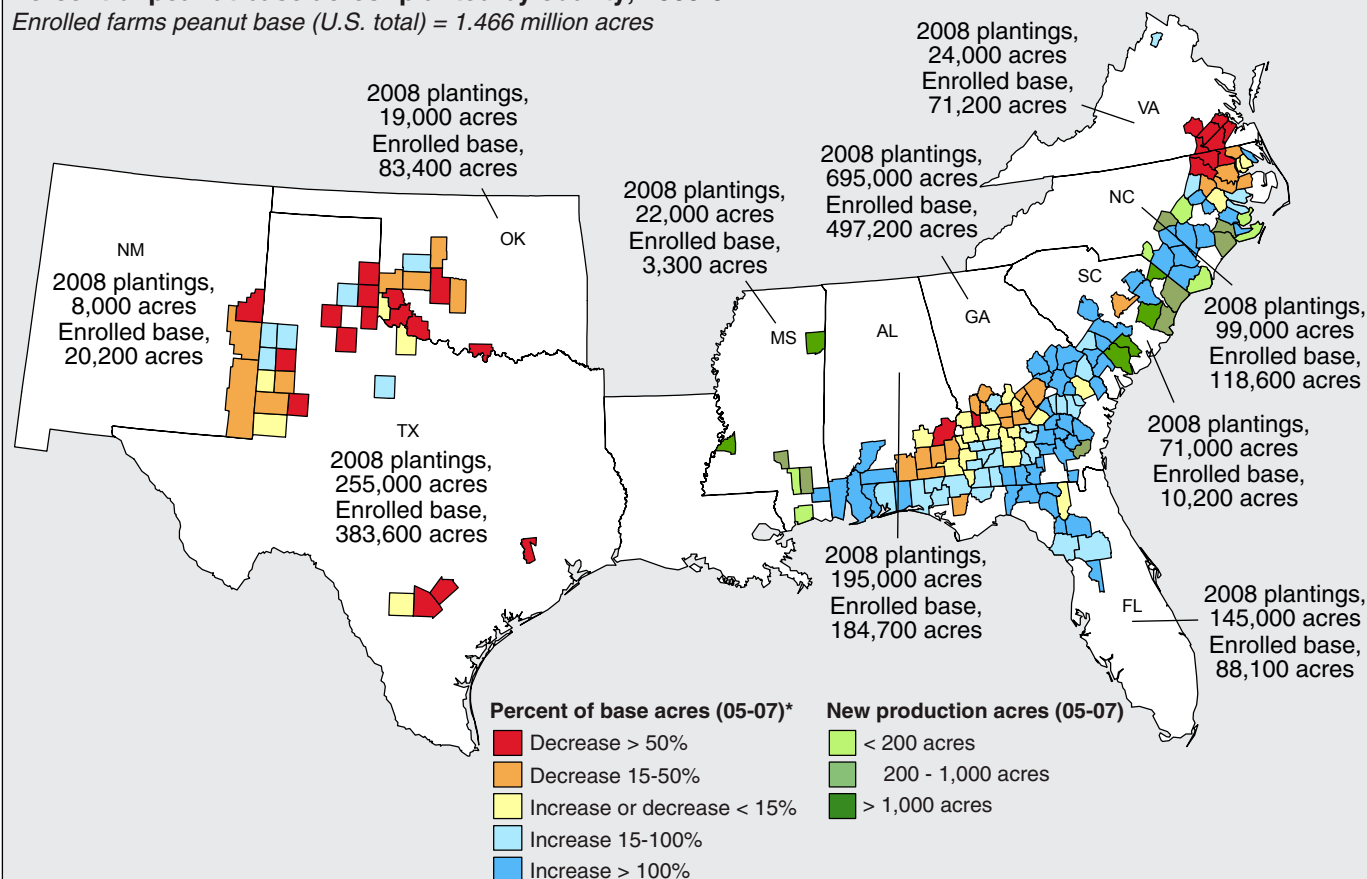 Enrolled farms peanut base (U.S. total) = 1.466 million acres
2008 plantings,
24,000 acres
Enrolled base,
71,200 acres
VA
2008 plantings,
19,000 acres
Enrolled base,
83,400 acres
OK
2008 plantings,
695,000 acres
Enrolled base,
497,200 acres
2008 plantings,
22,000 acres
Enrolled base,
3,300 acres
NC
NM
2008 plantings,
8,000 acres
Enrolled base,
20,200 acres
SC
GA
AL
MS
2008 plantings,
99,000 acres
Enrolled base,
118,600 acres
TX
2008 plantings,
255,000 acres
Enrolled base,
383,600 acres
2008 plantings,
71,000 acres
Enrolled base,
10,200 acres
2008 plantings,
195,000 acres
Enrolled base,
184,700 acres
FL
2008 plantings,
145,000 acres
Enrolled base,
88,100 acres
Percent of base acres (05-07)*
Decrease > 50%
Decrease 15-50%
Increase or decrease < 15%
Increase 15-100%
Increase > 100%
New production acres (05-07)
< 200 acres
200 - 1,000 acres
> 1,000 acres